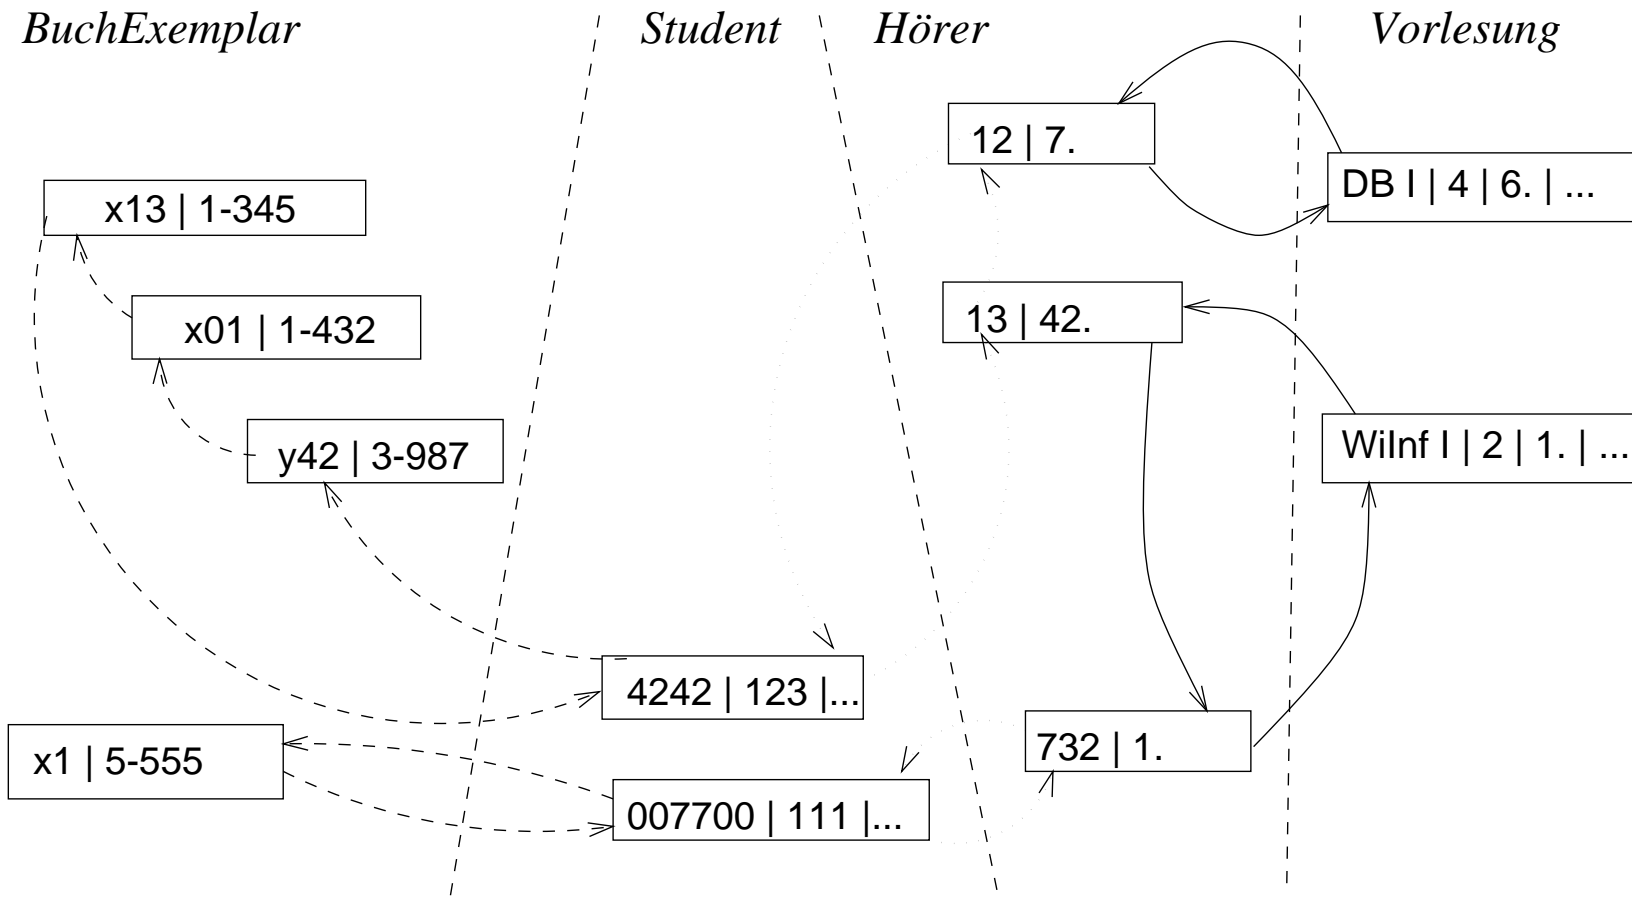 BuchExemplar Student Hörer Vorlesung
12 | 7.
DB I | 4 | 6. | ...
x13 | 1-345
x01 | 1-432
13 | 42.
y42 | 3-987
WiInf I | 2 | 1. | ...
4242 | 123 |...
732 | 1.
x1 | 5-555
007700 | 111 |...